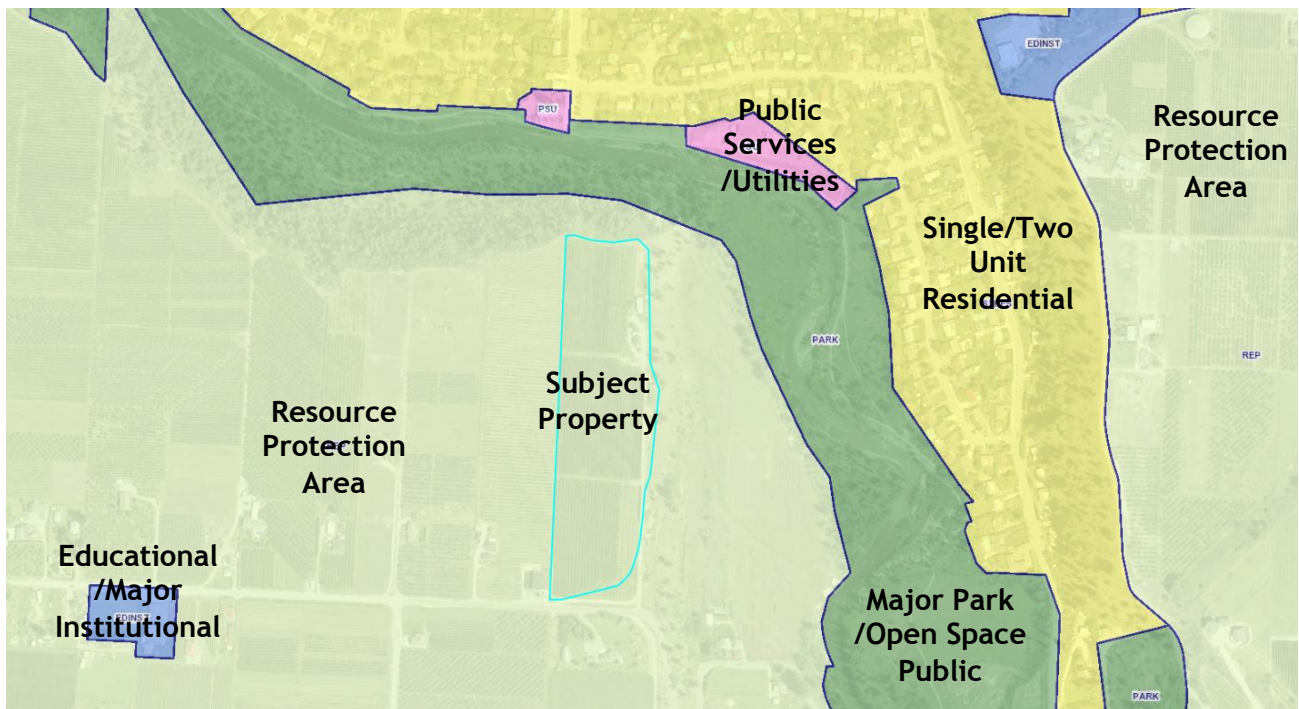 EDINST
PSU
Public
Services
/Utilities
Resource
Protection
Area
Single/Two
Unit
Residential
PARK
REP
Subject
Property
Resource
Protection
Area
Educational
/Major
Institutional
EDINST
Major Park
/Open Space
Public
PARK